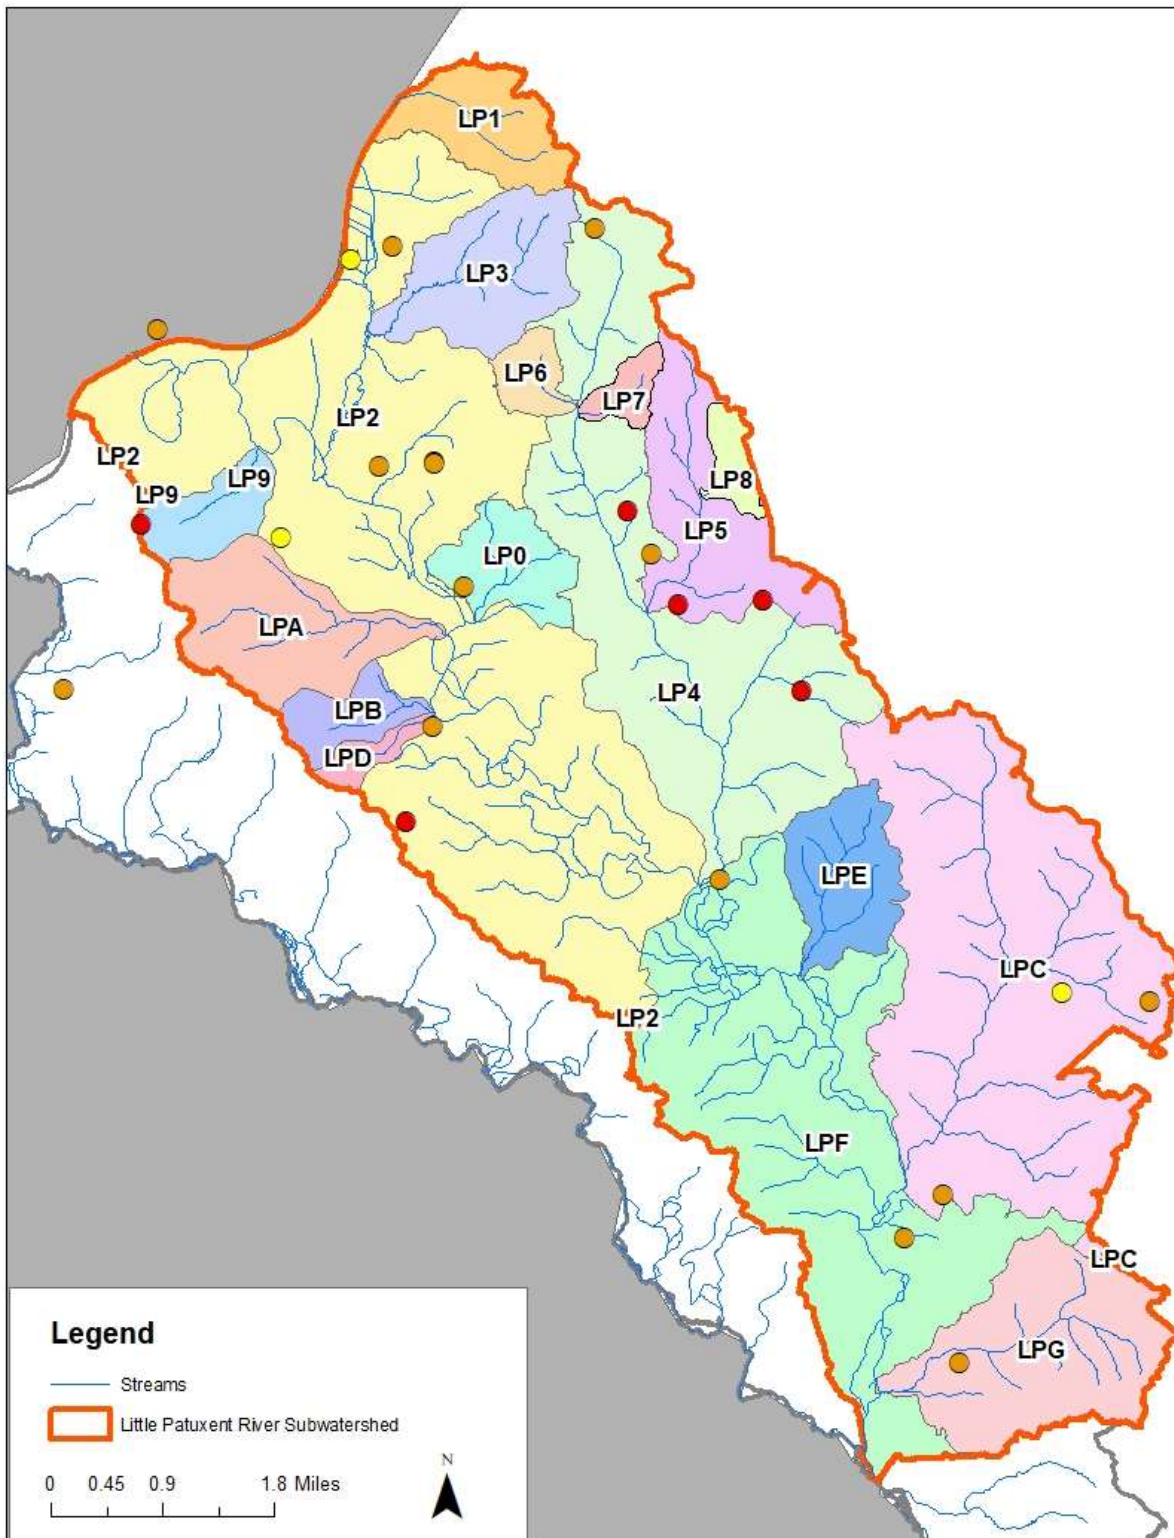 LP1
LP3
LP6
LP7
LP2
LP2
LP9
LP9
LP8
LP5
LP0
LPA
LP4
LPB
LPD
LPE
LPC
LP2
LPF
LPC
LPG
Legend
Streams
Little Patuxent River Subwatershed
0 0.45 0.9 1.8 Miles
N